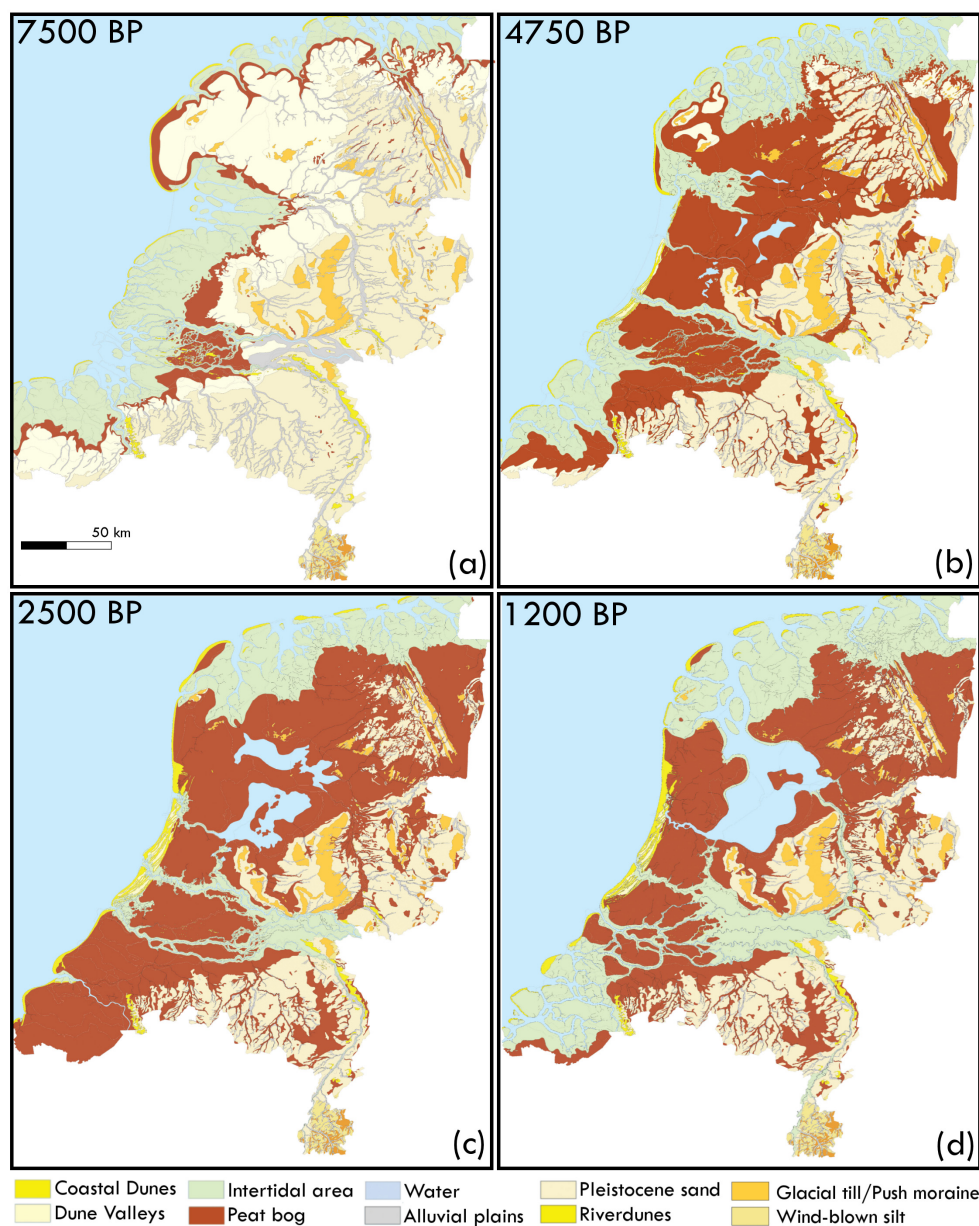 7500 BP
4750 BP
50 km
(a)
(b)
2500 BP
1200 BP
(c)
(d)
Coastal Dunes
Intertidal area
Water
Pleistocene sand
Glacial till/Push moraine
Dune Valleys
Peat bog
Alluvial plains
Riverdunes
Wind-blown silt